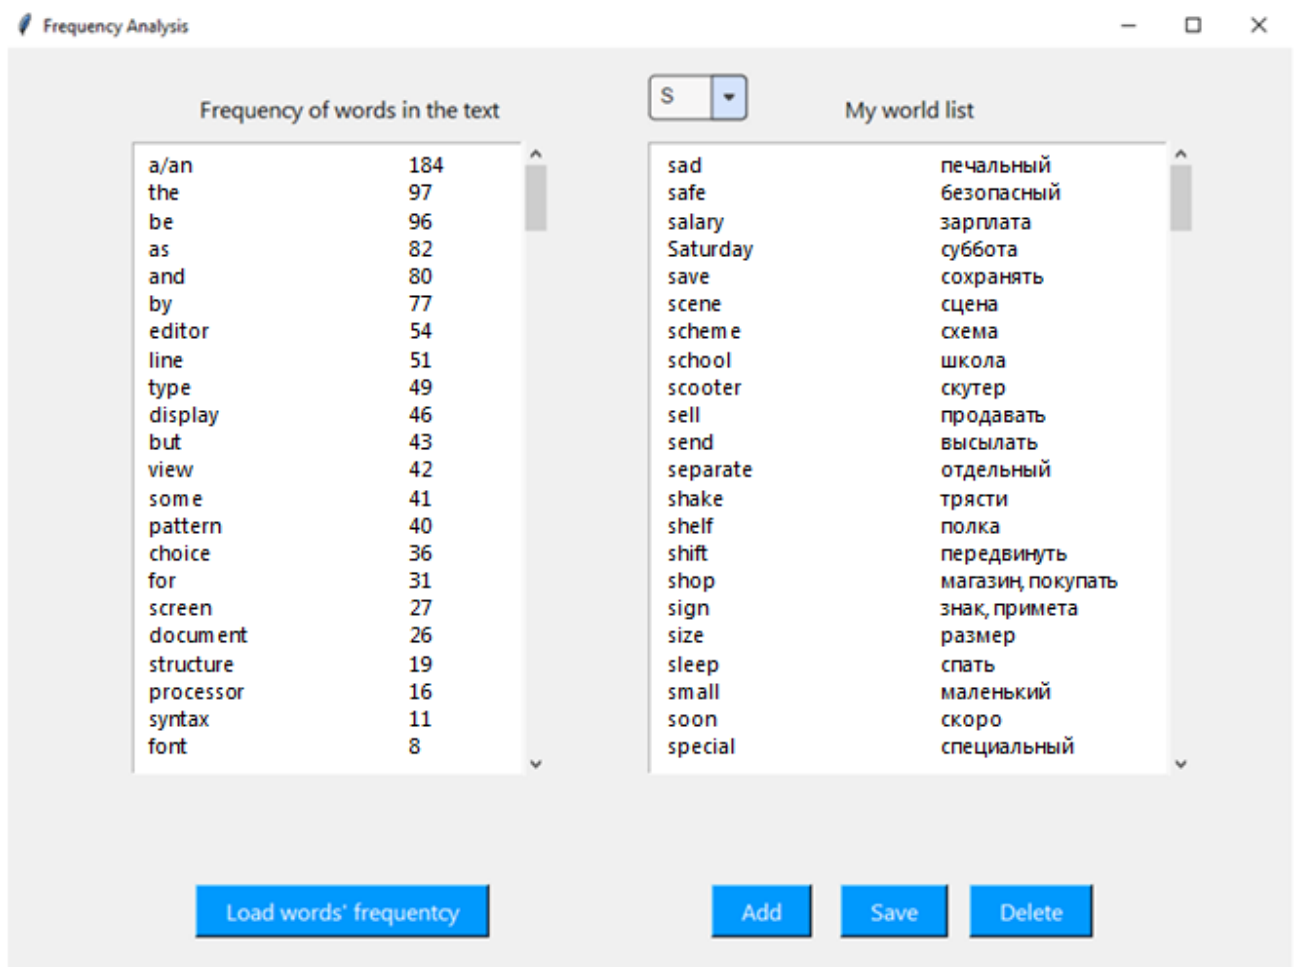 Frequency Analysis
S
Frequency of words in the text
My world list
a/an 184
the 97
be 96
as 82
and 80
by 77
editor 54
line 51
type 49
display 46
but 43
view 42
some 41
pattern 40
choice 36
for 31
screen 27
document 26
structure 19
processor 16
syntax 11
font 8
sad печальный
safe безопасный
salary зарплата
Saturday суббота
save сохранять
scene сцена
scheme схема
school школа
scooter скутер
sell продавать
send высылать
separate отдельный
shake трясти
shelf полка
shift передвинуть
shop магазин, покупать
sign знак, примета
size размер
sleep спать
small маленький
soon скоро
special специальный
Load words' frequentcy
Add
Save
Delete